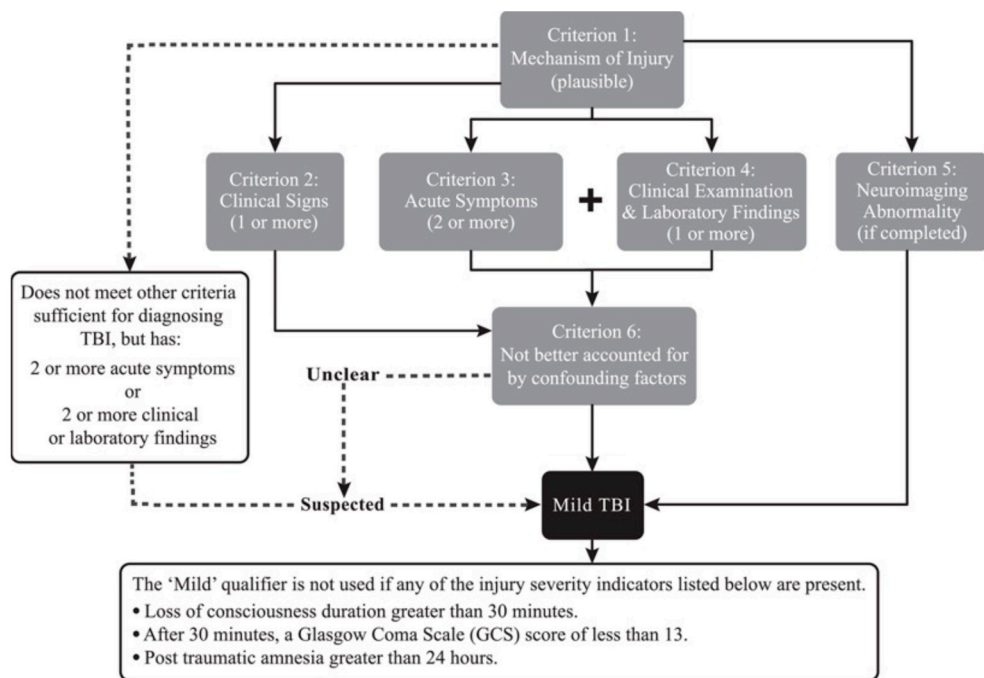 Criterion 1:
Mechanism of Injury
(plausible)
Criterion 2:
Clinical Signs
(1 or more)
Criterion 3:
Acute Symptoms
(2 or more)
+
Criterion 4:
Clinical Examination
& Laboratory Findings
(1 or more)
Criterion 5:
Neuroimaging
Abnormality
(if completed)
Does not meet other criteria
sufficient for diagnosing
TBI, but has:
2 or more acute symptoms
or
2 or more clinical
or laboratory findings
Criterion 6:
Not better accounted for
by confounding factors
Unclear
Suspected
Mild TBI
The ‘Mild’ qualifier is not used if any of the injury severity indicators listed below are present.
• Loss of consciousness duration greater than 30 minutes.
• After 30 minutes, a Glasgow Coma Scale (GCS) score of less than 13.
• Post traumatic amnesia greater than 24 hours.